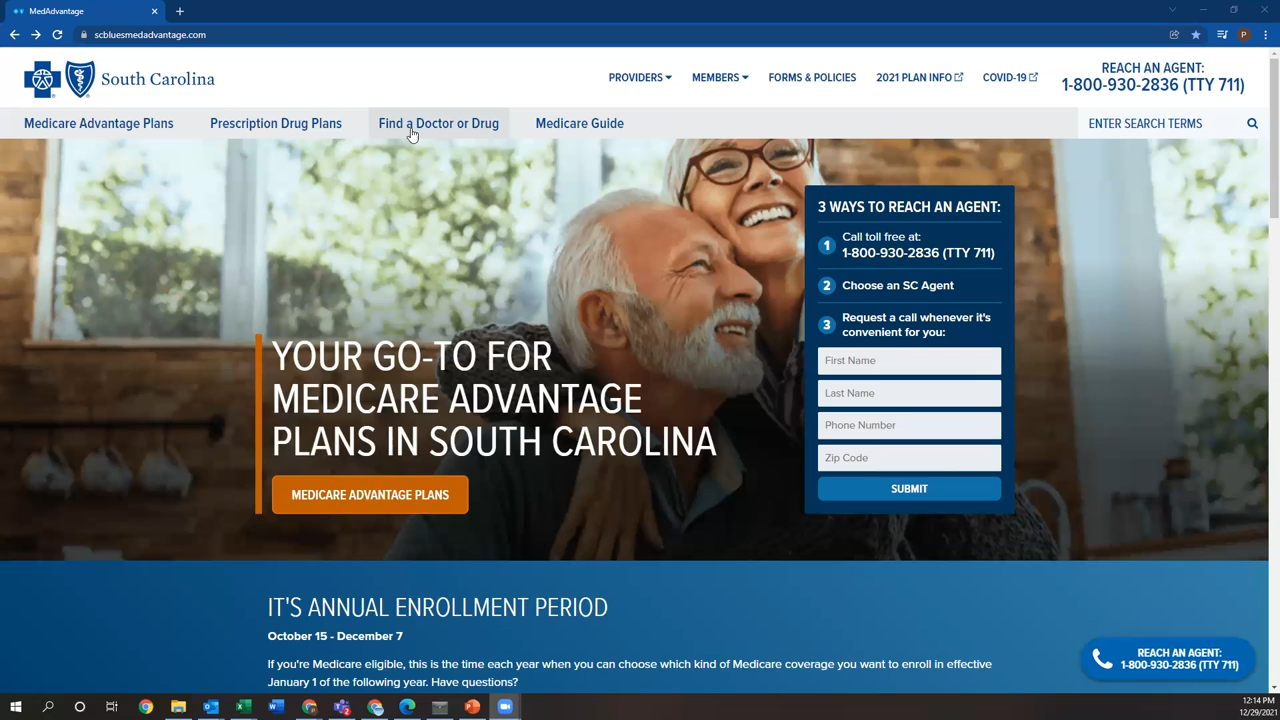 MedAdvantage
scbluesmedadvantage.com
P
South Carolina
PROVIDERS
MEMBERS
FORMS & POLICIES
2021 PLAN INFO
COVID-19
REACH AN AGENT:
1-800-930-2836 (TTY 711)
Medicare Advantage Plans
Prescription Drug Plans
Find a Doctor or Drug
Medicare Guide
ENTER SEARCH TERMS
YOUR GO-TO FOR
MEDICARE ADVANTAGE
PLANS IN SOUTH CAROLINA
MEDICARE ADVANTAGE PLANS
3 WAYS TO REACH AN AGENT:
1 Call toll free at:
1-800-930-2836 (TTY 711)
2 Choose an SC Agent
3 Request a call whenever it's
convenient for you:
First Name
Last Name
Phone Number
Zip Code
SUBMIT
IT'S ANNUAL ENROLLMENT PERIOD
October 15 - December 7
If you're Medicare eligible, this is the time each year when you can choose which kind of Medicare coverage you want to enroll in effective
January 1 of the following year. Have questions?
REACH AN AGENT:
1-800-930-2836 (TTY 711)
12:14 PM
12/29/2021